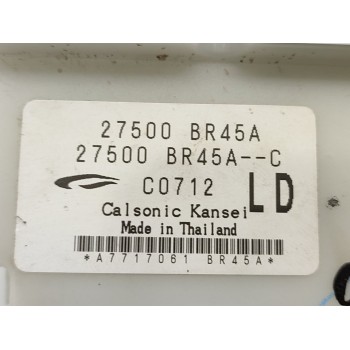 27500 BR45A
27500 BR45A--C
C0712 LD
Calsonic Kansei
Made in Thailand
*A7717061 BR45A*